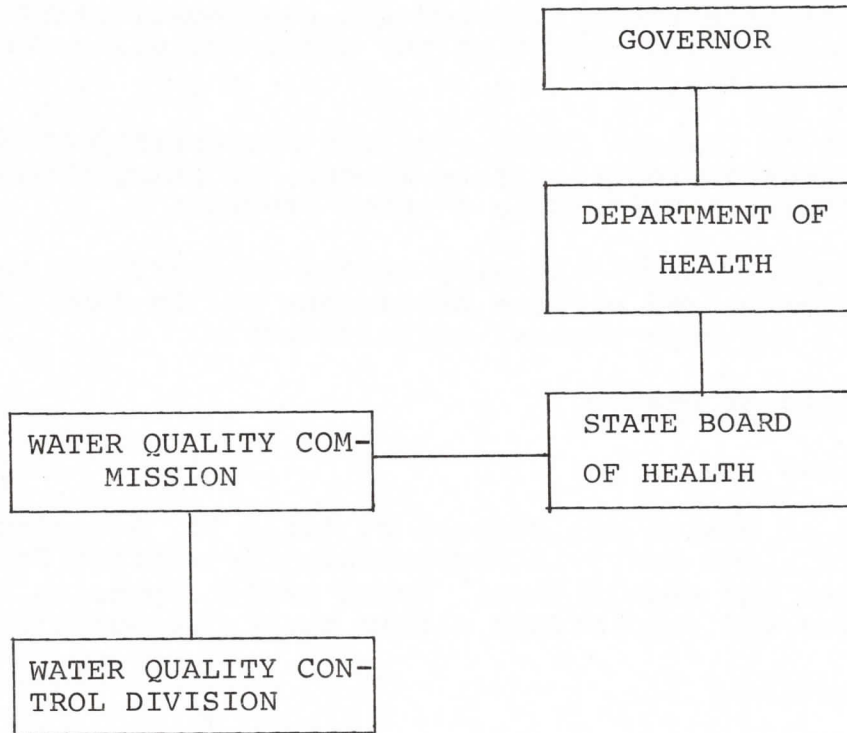 GOVERNOR
DEPARTMENT OF
HEALTH
STATE BOARD
OF HEALTH
WATER QUALITY COM-
MISSION
WATER QUALITY CON-
TROL DIVISION